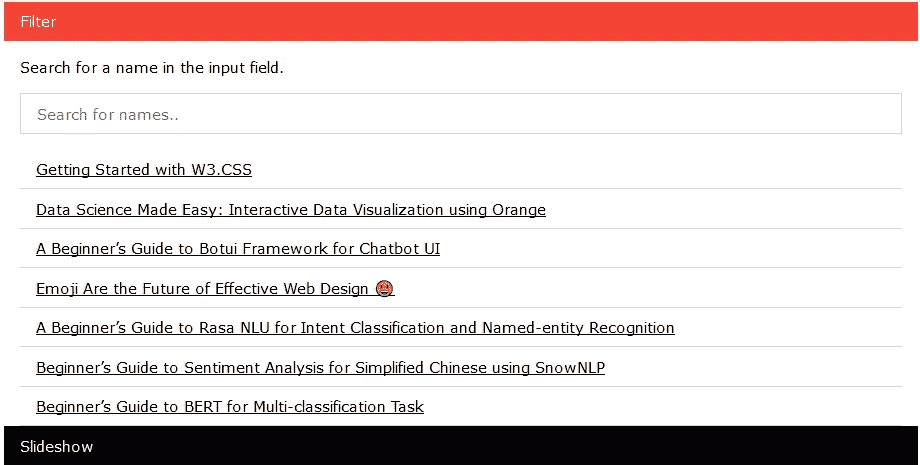 Filter
Search for a name in the input field.
Search for names..
Getting Started with W3.CSS
Data Science Made Easy: Interactive Data Visualization using Orange
A Beginner’s Guide to Botui Framework for Chatbot UI
Emoji Are the Future of Effective Web Design 🤩
A Beginner’s Guide to Rasa NLU for Intent Classification and Named-entity Recognition
Beginner’s Guide to Sentiment Analysis for Simplified Chinese using SnowNLP
Beginner’s Guide to BERT for Multi-classification Task
Slideshow